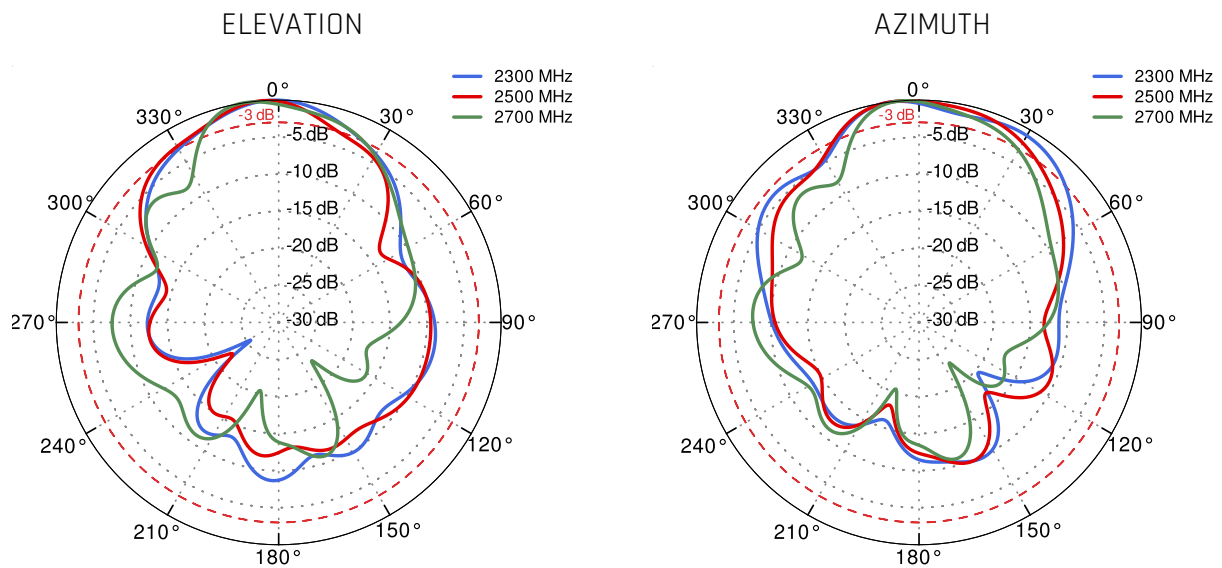 ELEVATION
2300 MHz
2500 MHz
2700 MHz
0°
30°
60°
90°
120°
150°
180°
210°
240°
270°
300°
330°
-3 dB
-5 dB
-10 dB
-15 dB
-20 dB
-25 dB
-30 dB
AZIMUTH
2300 MHz
2500 MHz
2700 MHz
0°
30°
60°
90°
120°
150°
180°
210°
240°
270°
300°
330°
-3 dB
-5 dB
-10 dB
-15 dB
-20 dB
-25 dB
-30 dB